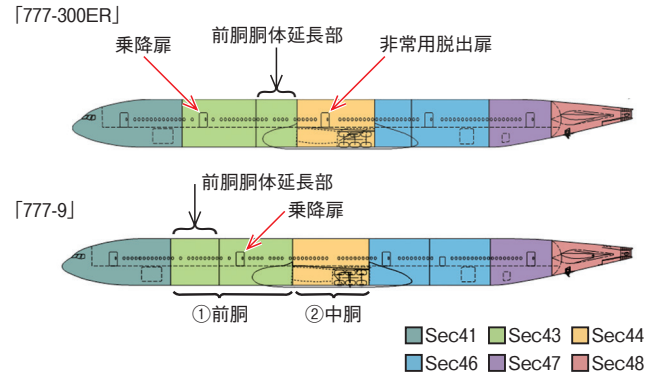 「777-300ER」
乗降扉
前胴胴体延長部
非常用脱出扉
「777-9」
前胴胴体延長部
乗降扉
①前胴
②中胴
Sec41 Sec43 Sec44
Sec46 Sec47 Sec48